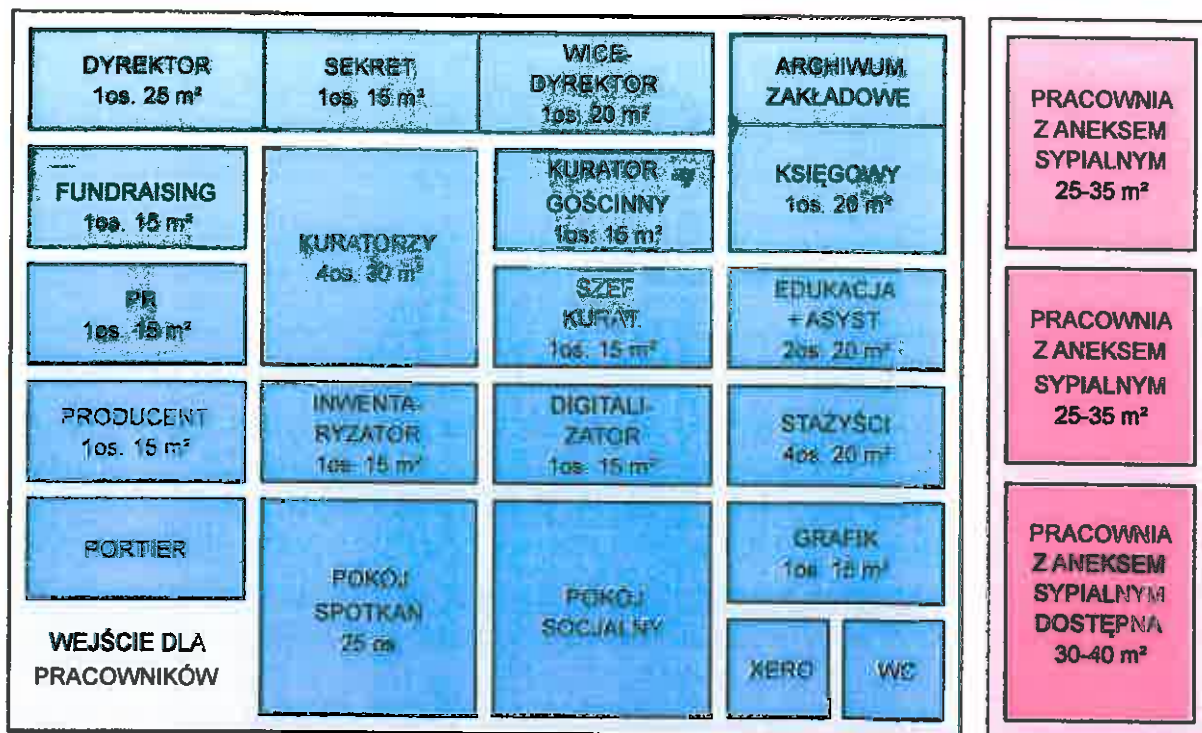 DYREKTOR
1os. 25 m²
SEKRET.
1os. 15 m²
WICE-
DYREKTOR
1os. 20 m²
ARCHIWUM
ZAKŁADOWE
FUNDRAISING
1os. 15 m²
KURATORZY
4os. 30 m²
KURATOR
GOŚCINNY
1os. 15 m²
KSIĘGOWY
1os. 20 m²
PR
1os. 15 m²
SZEF
KURAT.
1os. 15 m²
EDUKACJA
+ASYST
2os. 20 m²
PRODUCENT
1os. 15 m²
INWENTA-
RYZATOR
1os. 15 m²
DIGITALI-
ZATOR
1os. 15 m²
STAŻYŚCI
4os. 20 m²
PORTIER
POKÓJ
SPOTKAŃ
25 os
POKÓJ
SOCJALNY
GRAFIK
1os. 15 m²
WEJŚCIE DLA
PRACOWNIKÓW
XERO
WC
PRACOWNIA
Z ANEKSEM
SYPIALNYM
25-35 m²
PRACOWNIA
Z ANEKSEM
SYPIALNYM
25-35 m²
PRACOWNIA
Z ANEKSEM
SYPIALNYM
DOSTĘPNA
30-40 m²